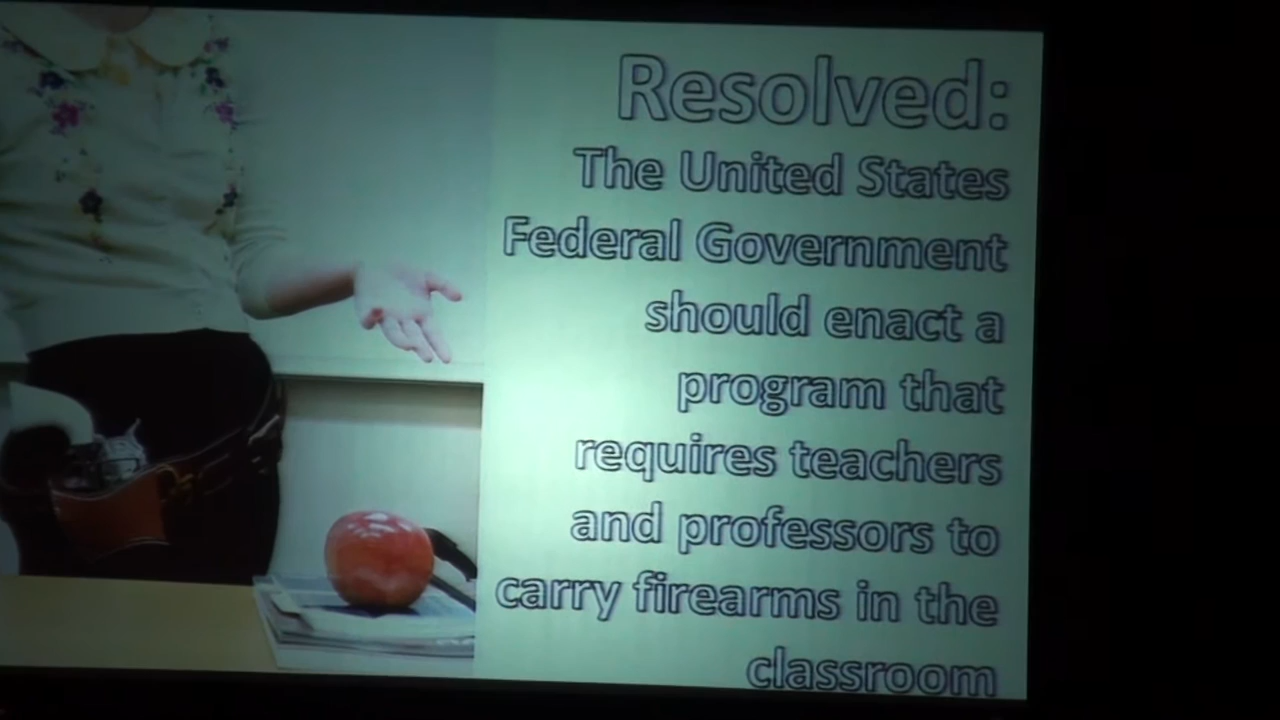 Resolved:
The United States
Federal Government
should enact a
program that
requires teachers
and professors to
carry firearms in the
classroom